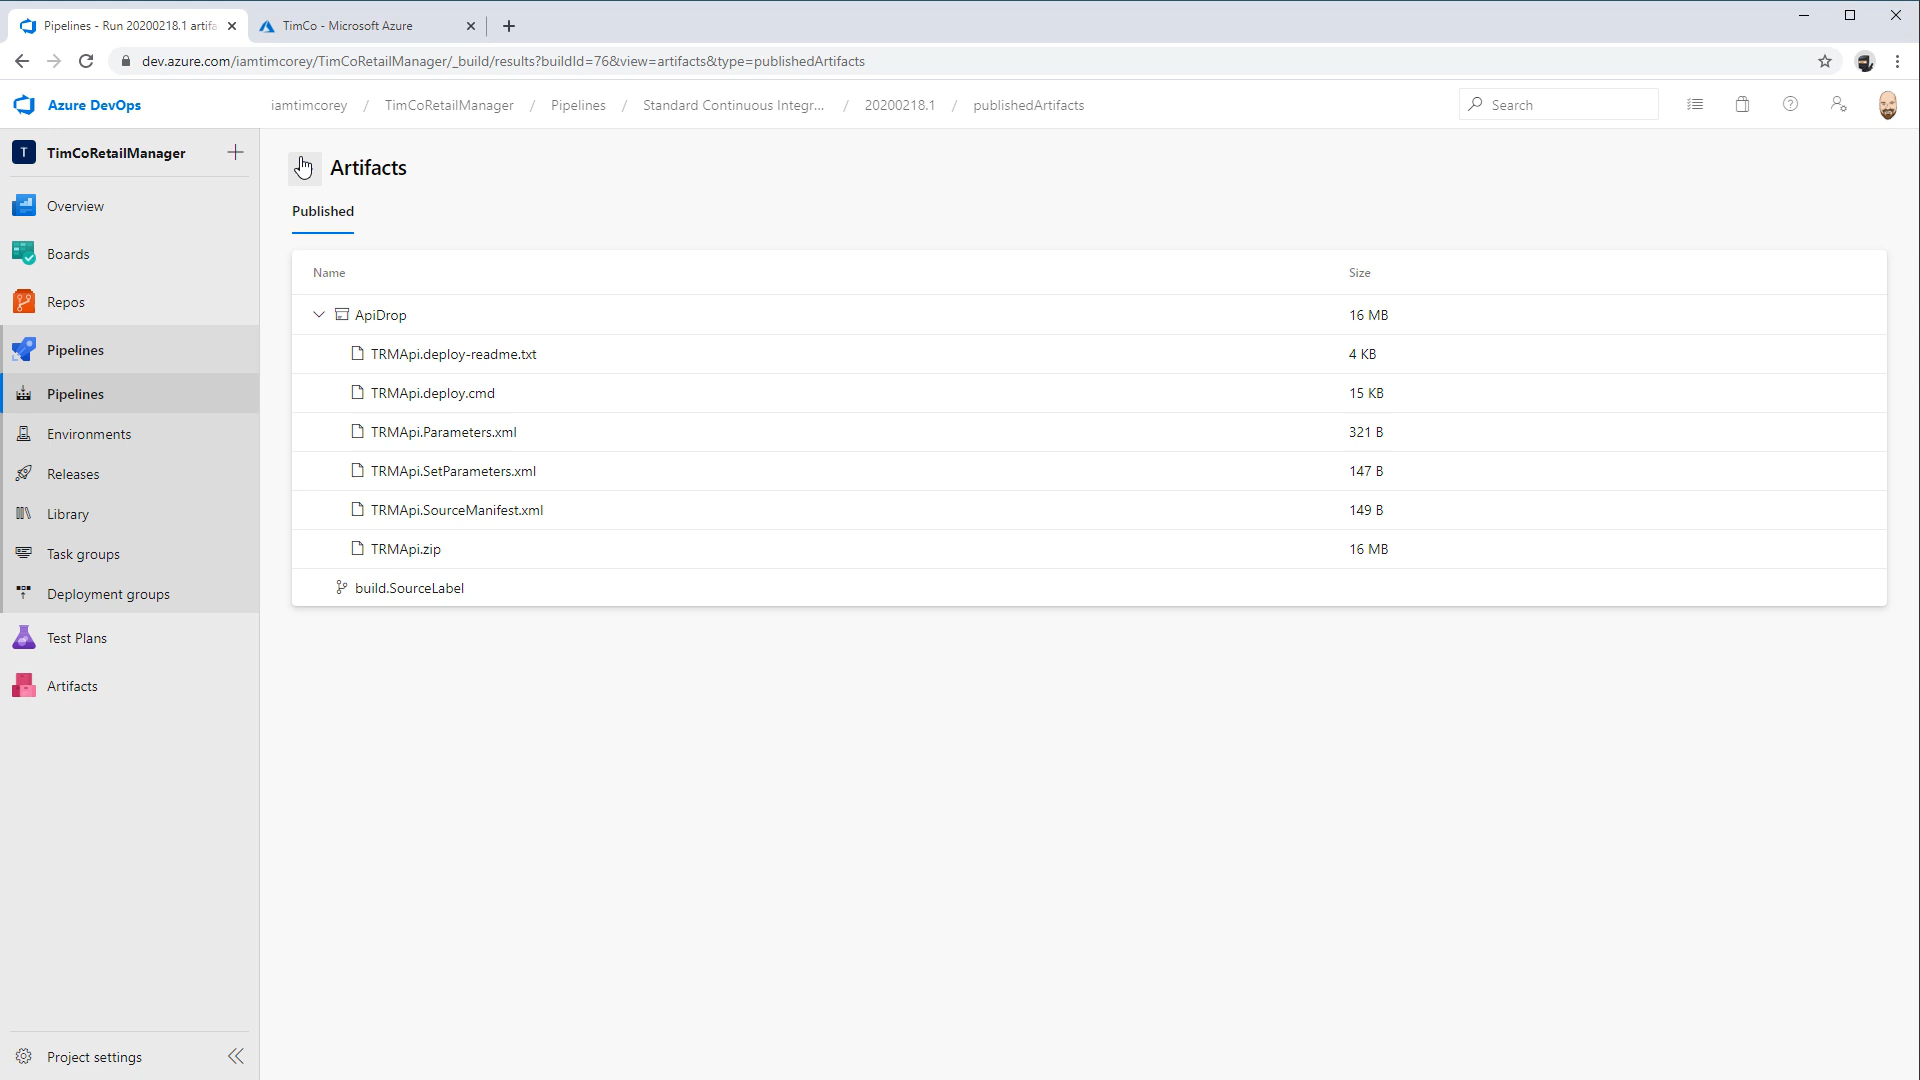 Pipelines - Run 20200218.1 artifa
TimCo - Microsoft Azure
dev.azure.com/iamtimcorey/TimCoRetailManager/_build/results?buildId=76&view=artifacts&type=publishedArtifacts
Azure DevOps
iamtimcorey / TimCoRetailManager / Pipelines / Standard Continuous Integr... / 20200218.1 / publishedArtifacts
Search
T TimCoRetailManager
Overview
Boards
Repos
Pipelines
Pipelines
Environments
Releases
Library
Task groups
Deployment groups
Test Plans
Artifacts
Project settings
Artifacts
Published
Name Size
ApiDrop 16 MB
TRMApi.deploy-readme.txt 4 KB
TRMApi.deploy.cmd 15 KB
TRMApi.Parameters.xml 321 B
TRMApi.SetParameters.xml 147 B
TRMApi.SourceManifest.xml 149 B
TRMApi.zip 16 MB
build.SourceLabel